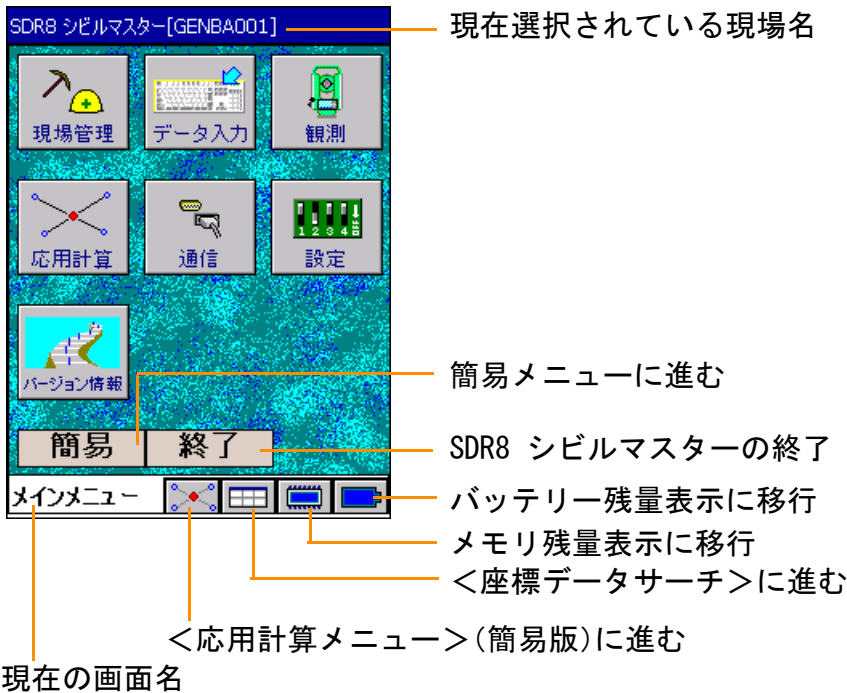 SDR8 シビルマスター[GENBA001]
現在選択されている現場名
現場管理
データ入力
観測
応用計算
通信
1 2 3 4 OFF
設定
バージョン情報
簡易メニューに進む
簡易
終了
SDR8 シビルマスターの終了
メインメニュー
バッテリー残量表示に移行
メモリ残量表示に移行
<座標データサーチ>に進む
<応用計算メニュー>(簡易版)に進む
現在の画面名